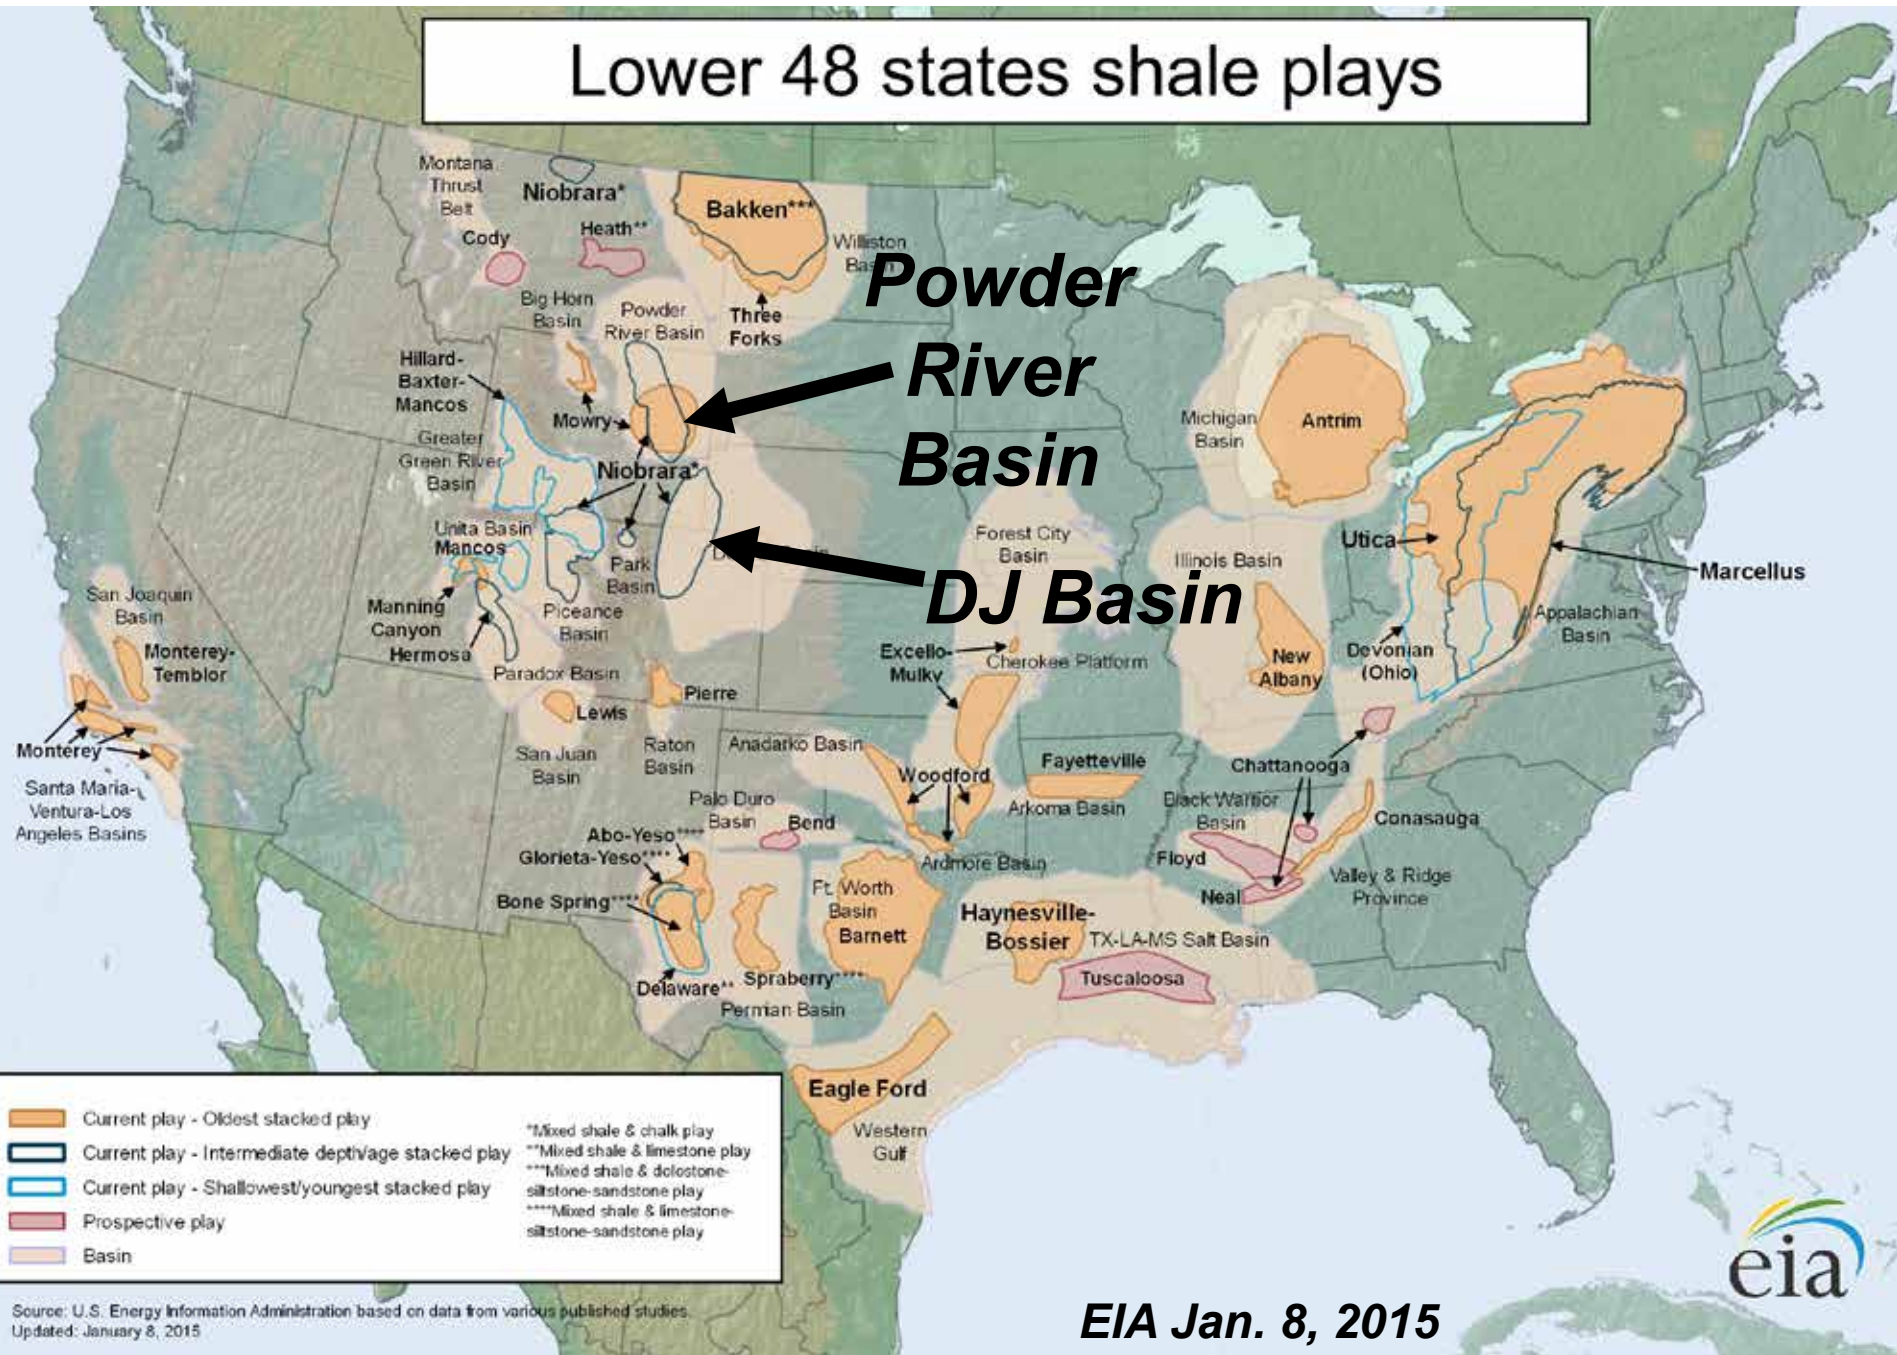 Lower 48 states shale plays
Montana
Thrust
Belt
Niobrara*
Bakken***
Cody
Heath**
Williston
Basin
Powder
River
Basin
Big Horn
Basin
Powder
River Basin
Three
Forks
Hillard-
Baxter-
Mancos
Mowry
Greater
Green River
Basin
Niobrara*
Michigan
Basin
Antrim
Unita Basin
Mancos
Park
Basin
DJ Basin
Forest City
Basin
Illinois Basin
Utica
Marcellus
San Joaquin
Basin
Manning
Canyon
Piceance
Basin
Hermosa
Appalachian
Basin
Monterey-
Temblor
Paradox Basin
Excello-
Mulky
Cherokee Platform
New
Albany
Devonian
(Ohio)
Pierre
Lewis
Monterey
San Juan
Basin
Raton
Basin
Anadarko Basin
Woodford
Fayetteville
Arkoma Basin
Chattanooga
Santa Maria-
Ventura-Los
Angeles Basins
Palo Duro
Basin
Bend
Black Warrior
Basin
Conasauga
Abo-Yeso****
Glorieta-Yeso****
Ardmore Basin
Floyd
Bone Spring****
Ft. Worth
Basin
Barnett
Neal
Valley & Ridge
Province
Haynesville-
Bossier
TX-LA-MS Salt Basin
Delaware**
Spraberry****
Permian Basin
Tuscaloosa
Eagle Ford
Western
Gulf
Current play - Oldest stacked play
Current play - Intermediate depth/age stacked play
Current play - Shallowest/youngest stacked play
Prospective play
Basin
*Mixed shale & chalk play
**Mixed shale & limestone play
***Mixed shale & dolostone-
siltstone-sandstone play
****Mixed shale & limestone-
siltstone-sandstone play
eia
Source: U.S. Energy Information Administration based on data from various published studies.
Updated: January 8, 2015
EIA Jan. 8, 2015